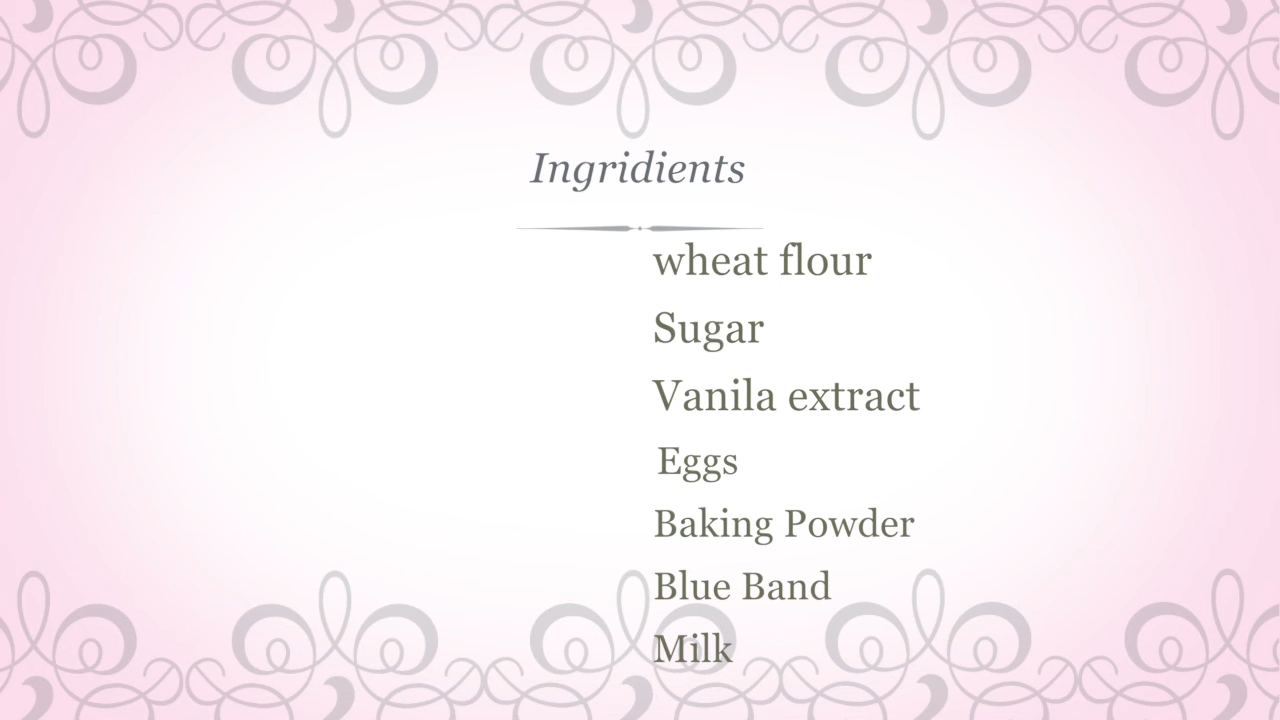 Ingridients
wheat flour
Sugar
Vanila extract
Eggs
Baking Powder
Blue Band
Milk